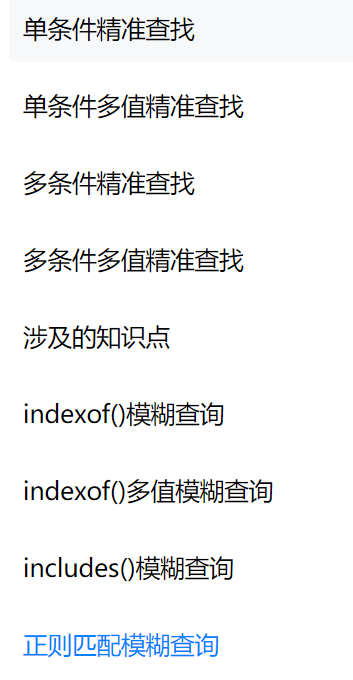 单条件精准查找
单条件多值精准查找
多条件精准查找
多条件多值精准查找
涉及的知识点
indexof()模糊查询
indexof()多值模糊查询
includes()模糊查询
正则匹配模糊查询